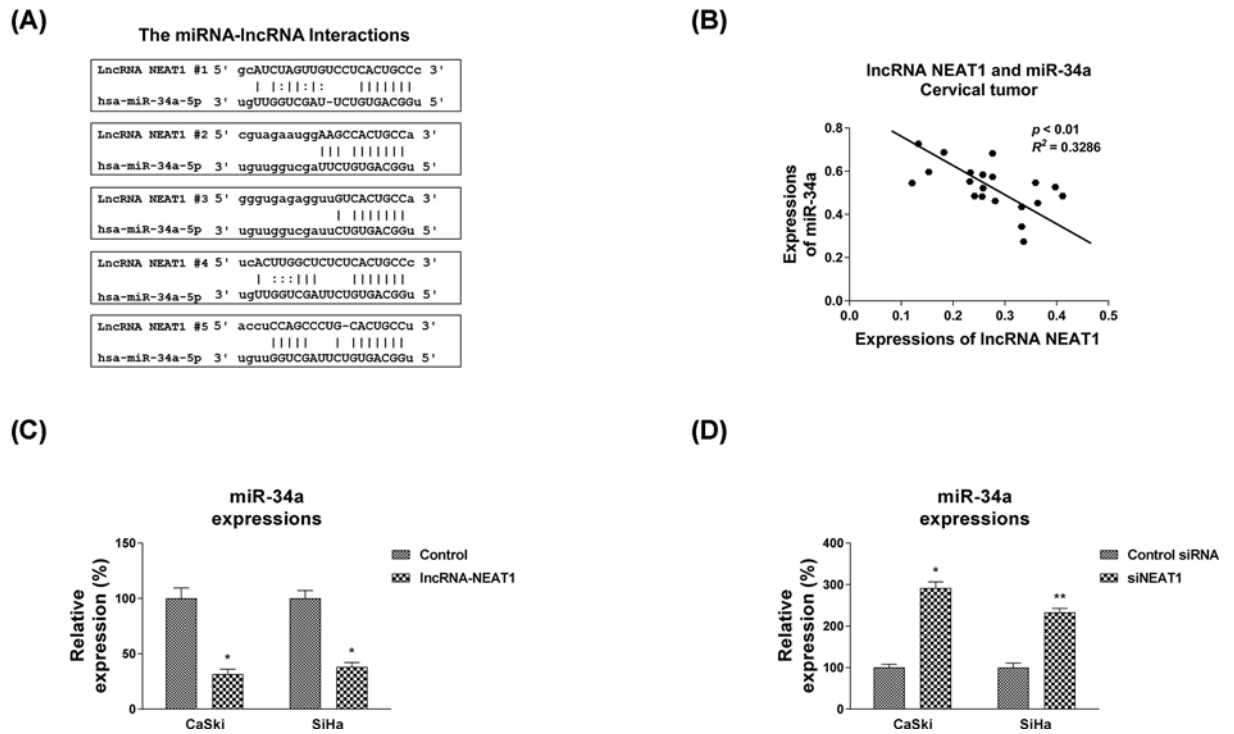 (A)
The miRNA-lncRNA Interactions
LncRNA NEAT1 #1 5' gcAUCUAGUUGUCCUCACUGCCc 3'
| |:||:|: |||||||
hsa-miR-34a-5p 3' ugUUGGUCGAU-UCUGUGACGGu 5'
LncRNA NEAT1 #2 5' cguagaauggAAGCCACUGCCa 3'
||| |||||||
hsa-miR-34a-5p 3' uguuggucgaUUCUGUGACGGu 5'
LncRNA NEAT1 #3 5' gggugagagguuGUCACUGCCa 3'
| |||||||
hsa-miR-34a-5p 3' uguuggucgauuCUGUGACGGu 5'
LncRNA NEAT1 #4 5' ucACUUGGCUCUCUCACUGCCc 3'
| :::||| |||||||
hsa-miR-34a-5p 3' ugUUGGUCGAUUCUGUGACGGu 5'
LncRNA NEAT1 #5 5' accuCCAGCCCUG-CACUGCCu 3'
||||| | |||||||
hsa-miR-34a-5p 3' uguuGGUCGAUUCUGUGACGGu 5'
(B)
lncRNA NEAT1 and miR-34a
Cervical tumor
p < 0.01
R² = 0.3286
Expressions
of miR-34a
0.8
0.6
0.4
0.2
0.0
0.0 0.1 0.2 0.3 0.4 0.5
Expressions of lncRNA NEAT1
(C)
miR-34a
expressions
Relative
expression (%)
150
100
50
0
* *
CaSki SiHa
Control
lncRNA-NEAT1
(D)
miR-34a
expressions
Relative
expression (%)
400
300
200
100
0
* **
CaSki SiHa
Control siRNA
siNEAT1